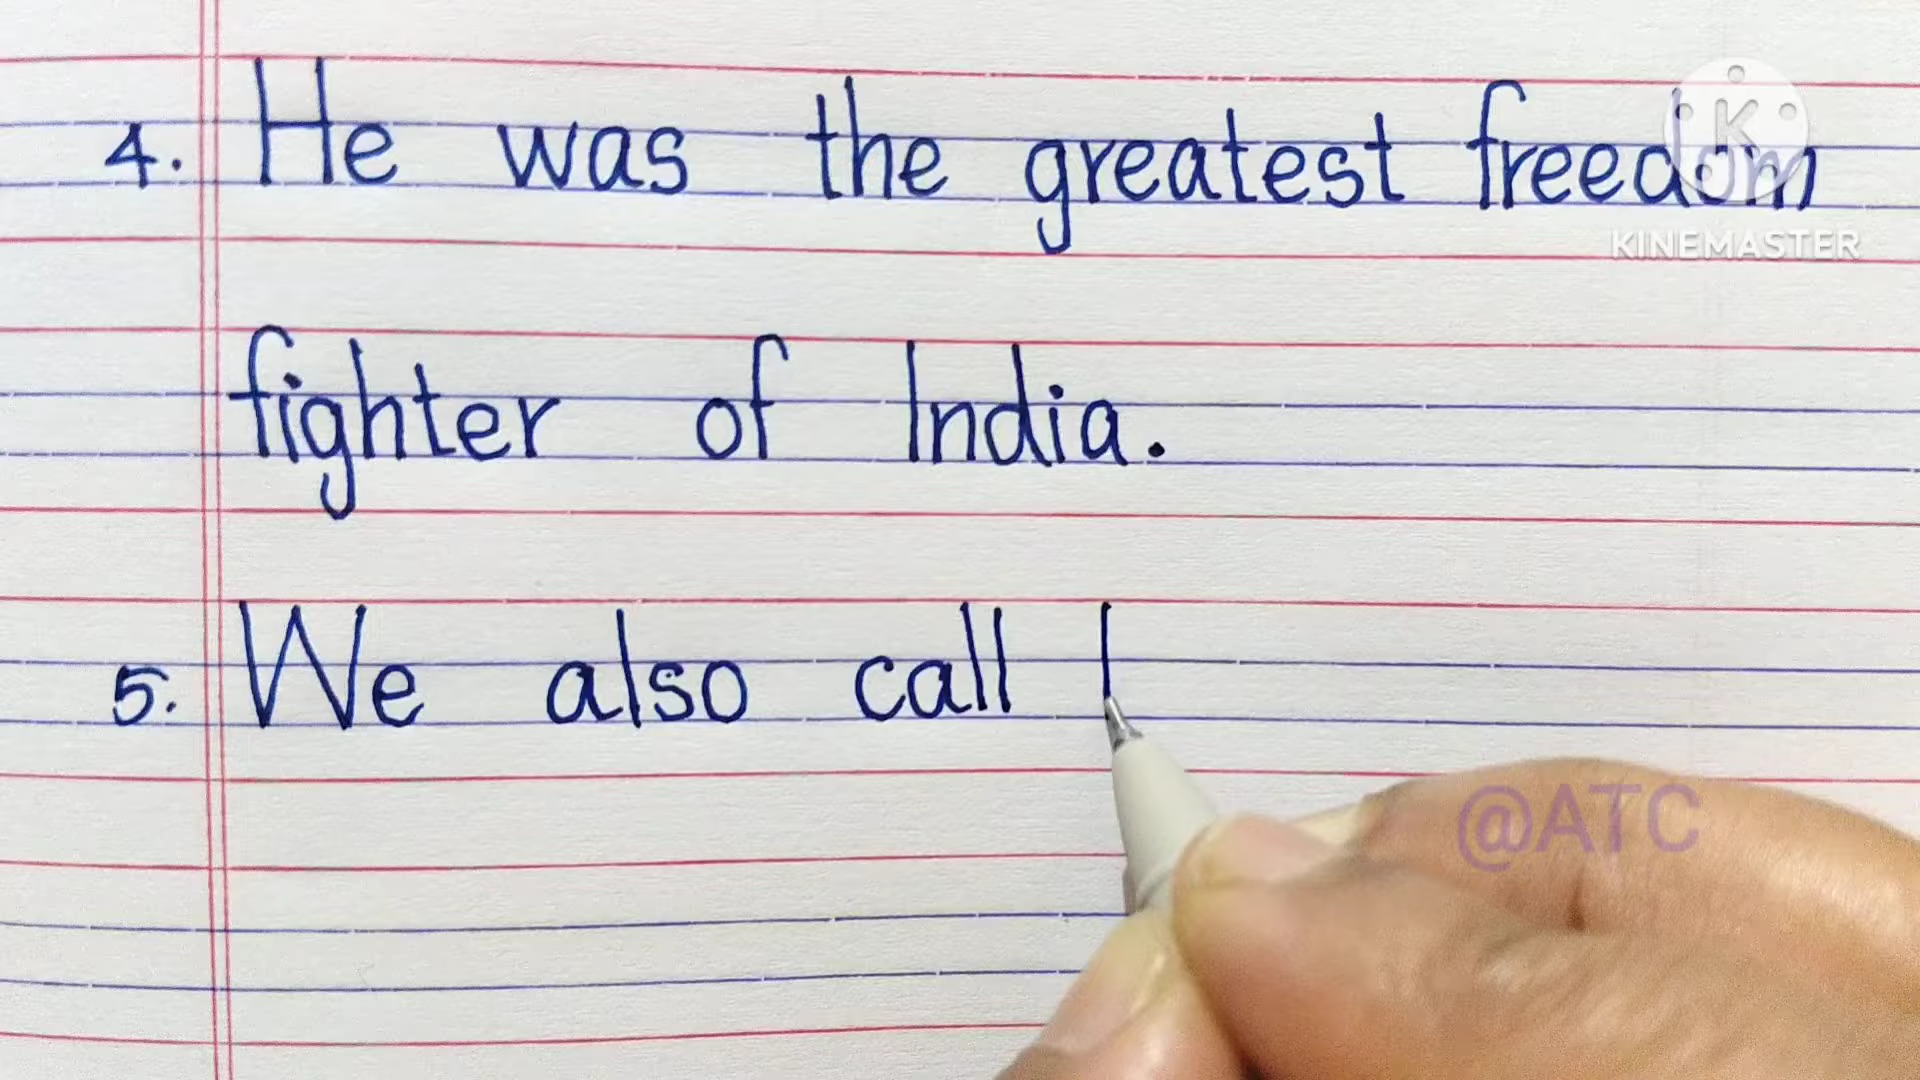 4. He was the greatest freedom
KINEMASTER
fighter of India.
5. We also call
@ATC